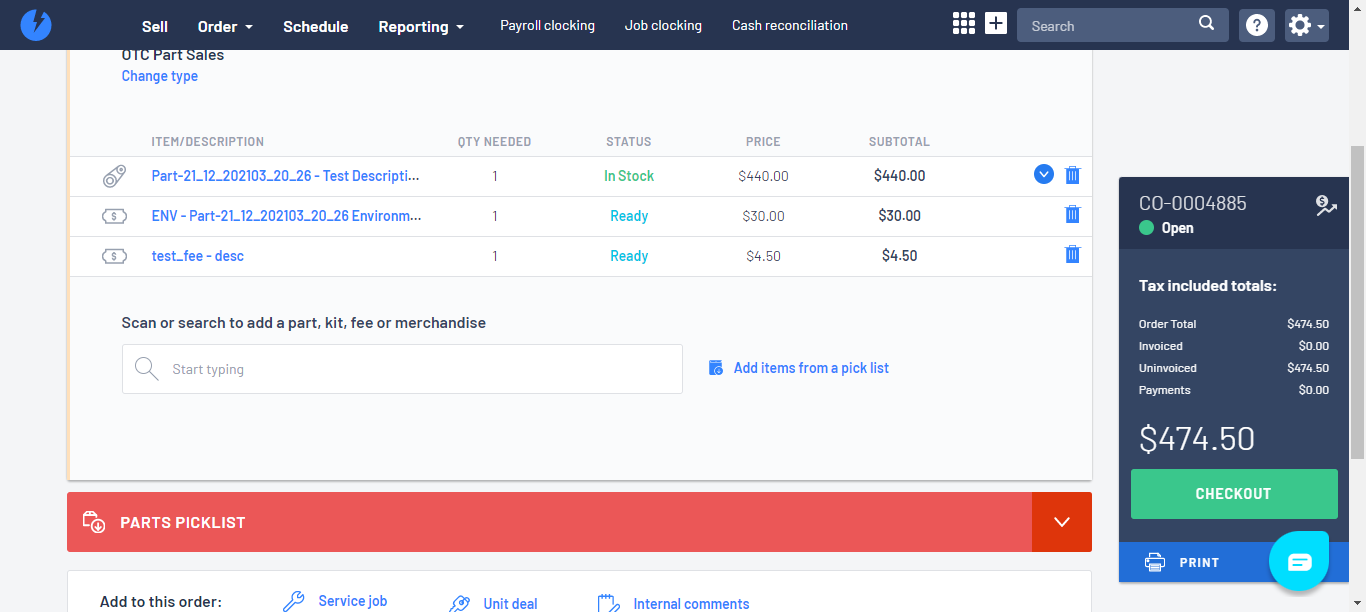 Sell Order Schedule Reporting Payroll clocking Job clocking Cash reconciliation Search ?
OTC Part Sales
Change type
ITEM/DESCRIPTION QTY NEEDED STATUS PRICE SUBTOTAL
Part-21_12_202103_20_26 - Test Descripti... 1 In Stock $440.00 $440.00
ENV - Part-21_12_202103_20_26 Environm... 1 Ready $30.00 $30.00
test_fee - desc 1 Ready $4.50 $4.50
Scan or search to add a part, kit, fee or merchandise
Start typing
Add items from a pick list
PARTS PICKLIST
Add to this order: Service job Unit deal Internal comments
CO-0004885
Open
Tax included totals:
Order Total $474.50
Invoiced $0.00
Uninvoiced $474.50
Payments $0.00
$474.50
CHECKOUT
PRINT